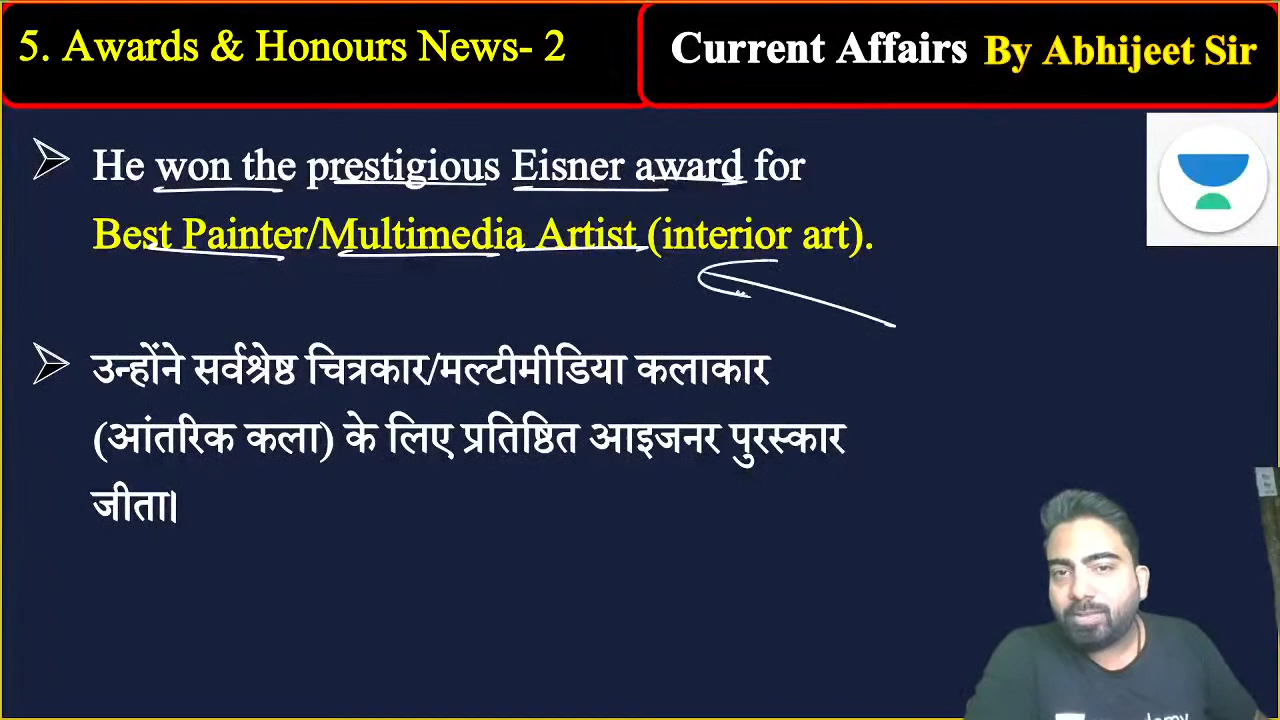 5. Awards & Honours News- 2
Current Affairs By Abhijeet Sir
He won the prestigious Eisner award for
Best Painter/Multimedia Artist (interior art).
उन्होंने सर्वश्रेष्ठ चित्रकार/मल्टीमीडिया कलाकार
(आंतरिक कला) के लिए प्रतिष्ठित आइजनर पुरस्कार
जीता।